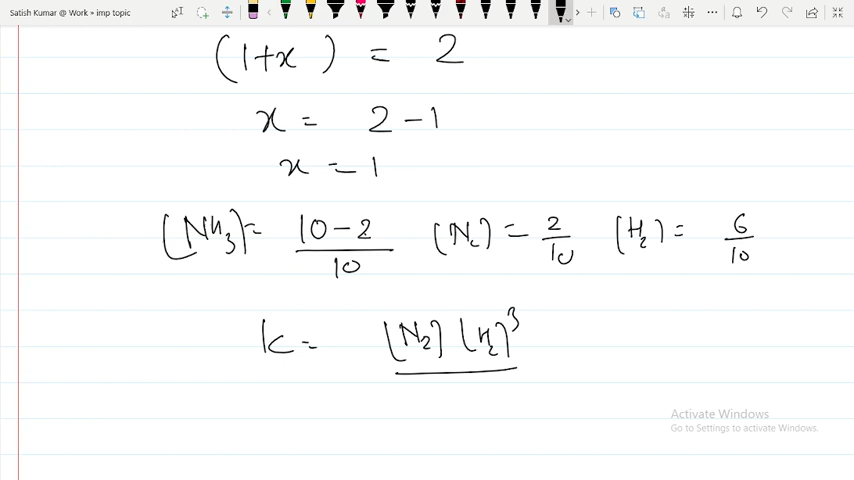 Satish Kumar @ Work » imp topic
(1+x) = 2
x = 2 - 1
x = 1
[NH₃] = (10 - 2)/10 [N₂] = 2/10 [H₂] = 6/10
K = [N₂] [H₂]³
Activate Windows
Go to Settings to activate Windows.